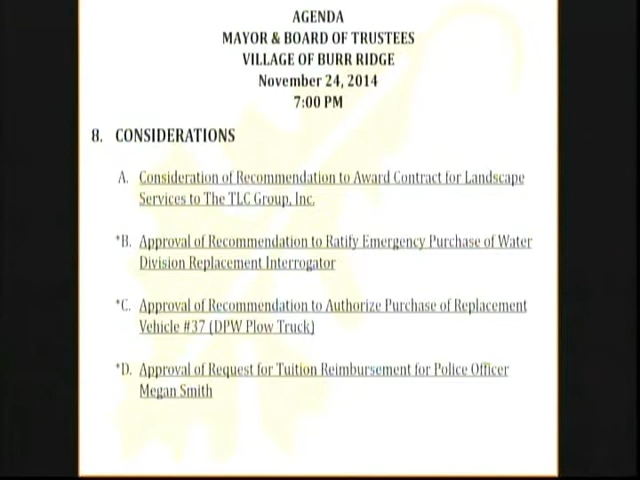 AGENDA
MAYOR & BOARD OF TRUSTEES
VILLAGE OF BURR RIDGE
November 24, 2014
7:00 PM
8. CONSIDERATIONS
A. Consideration of Recommendation to Award Contract for Landscape
Services to The TLC Group, Inc.
*B. Approval of Recommendation to Ratify Emergency Purchase of Water
Division Replacement Interrogator
*C. Approval of Recommendation to Authorize Purchase of Replacement
Vehicle #37 (DPW Plow Truck)
*D. Approval of Request for Tuition Reimbursement for Police Officer
Megan Smith